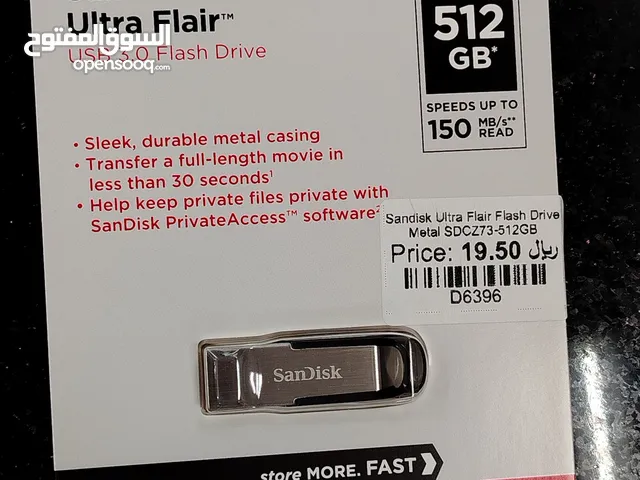 Ultra Flair™
USB 3.0 Flash Drive
السوق المفتوح
opensooq.com
512
GB*
SPEEDS UP TO
150 MB/s** READ
• Sleek, durable metal casing
• Transfer a full-length movie in
less than 30 seconds¹
• Help keep private files private with
SanDisk PrivateAccess™ software²
Sandisk Ultra Flair Flash Drive
Metal SDCZ73-512GB
Price: 19.50 ريال
D6396
SanDisk
store MORE. FAST